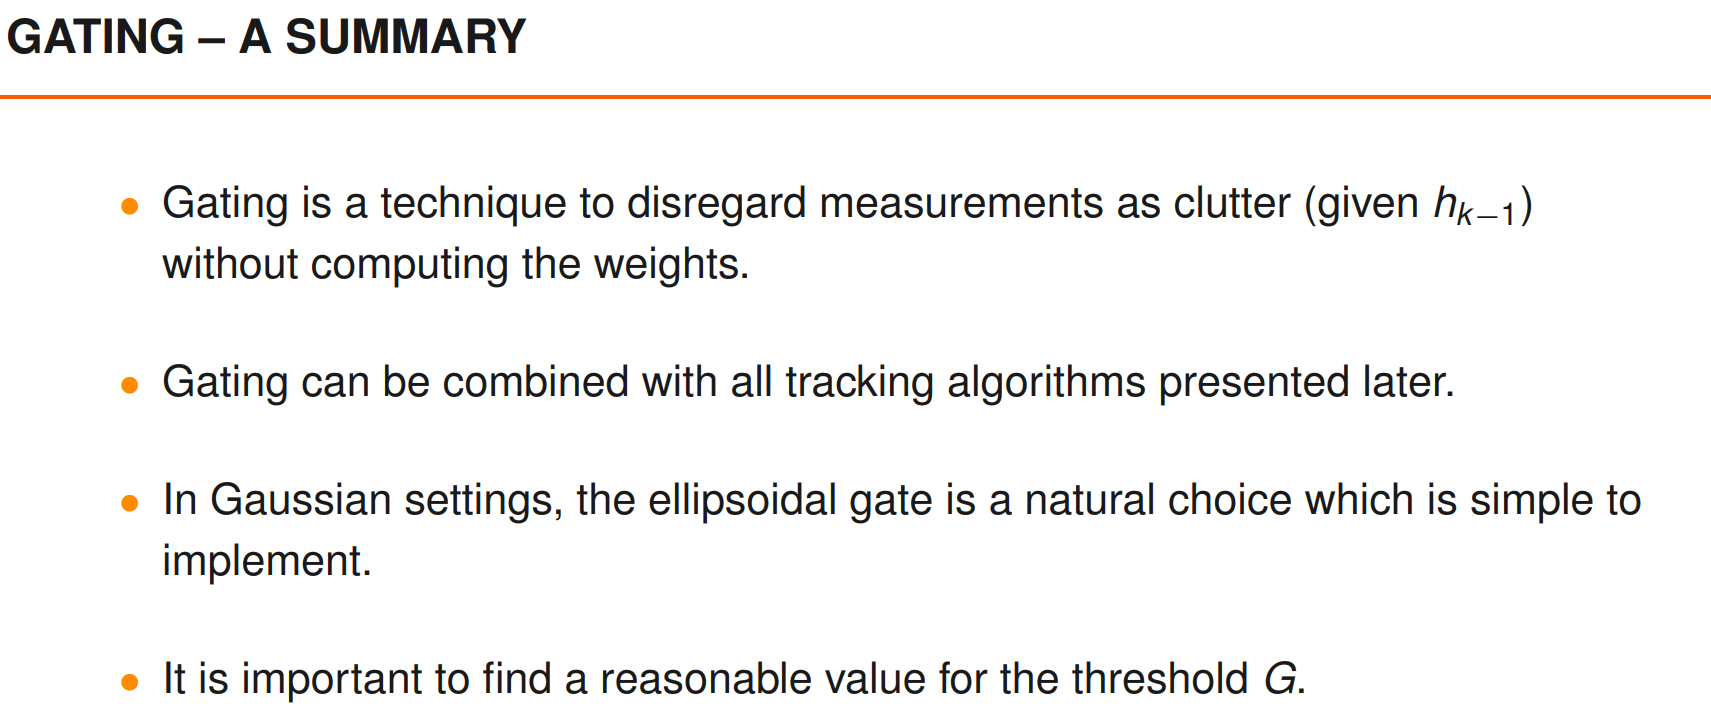 GATING – A SUMMARY
• Gating is a technique to disregard measurements as clutter (given hₖ₋₁)
without computing the weights.
• Gating can be combined with all tracking algorithms presented later.
• In Gaussian settings, the ellipsoidal gate is a natural choice which is simple to
implement.
• It is important to find a reasonable value for the threshold G.